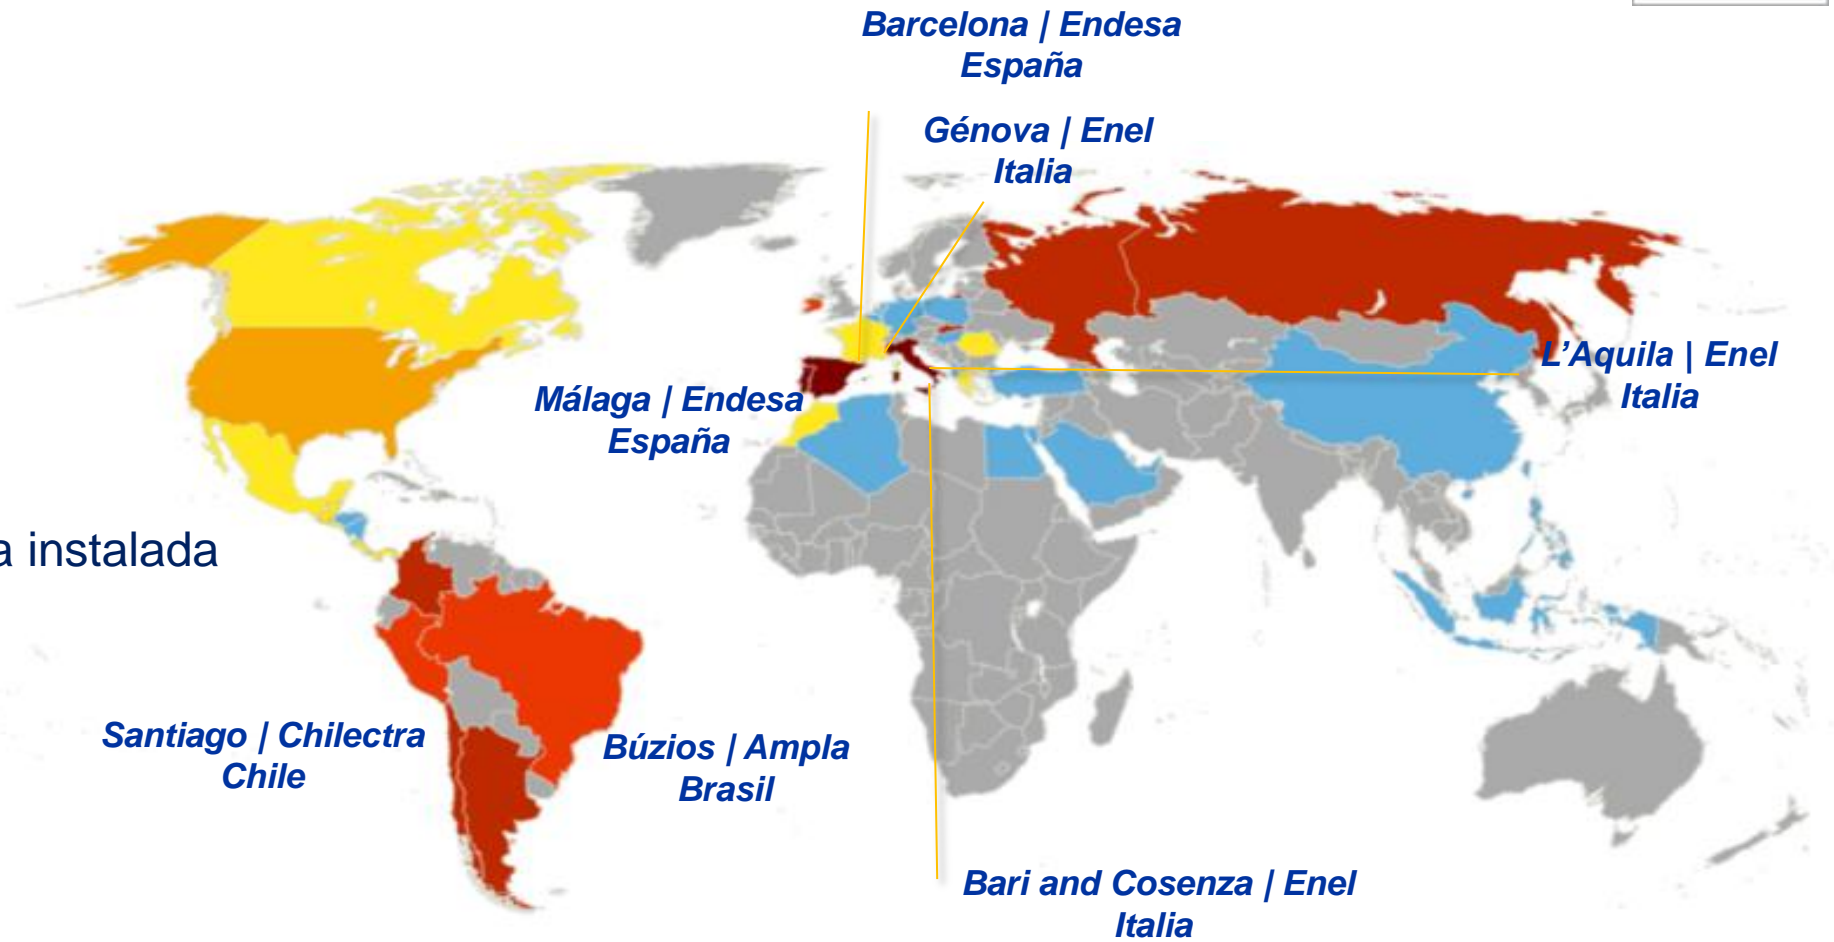 Barcelona | Endesa
España
Génova | Enel
Italia
L'Aquila | Enel
Italia
Málaga | Endesa
España
a instalada
Santiago | Chilectra
Chile
Búzios | Ampla
Brasil
Bari and Cosenza | Enel
Italia